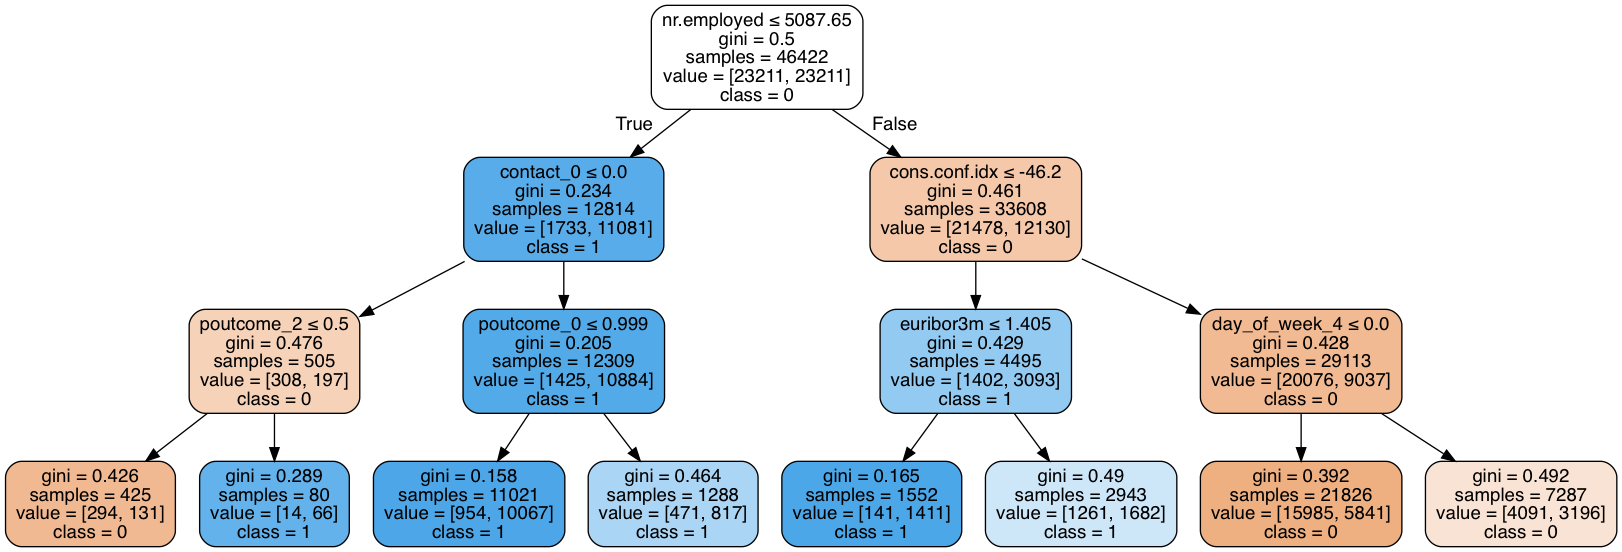 nr.employed ≤ 5087.65
gini = 0.5
samples = 46422
value = [23211, 23211]
class = 0
True
False
contact_0 ≤ 0.0
gini = 0.234
samples = 12814
value = [1733, 11081]
class = 1
cons.conf.idx ≤ -46.2
gini = 0.461
samples = 33608
value = [21478, 12130]
class = 0
poutcome_2 ≤ 0.5
gini = 0.476
samples = 505
value = [308, 197]
class = 0
poutcome_0 ≤ 0.999
gini = 0.205
samples = 12309
value = [1425, 10884]
class = 1
euribor3m ≤ 1.405
gini = 0.429
samples = 4495
value = [1402, 3093]
class = 1
day_of_week_4 ≤ 0.0
gini = 0.428
samples = 29113
value = [20076, 9037]
class = 0
gini = 0.426
samples = 425
value = [294, 131]
class = 0
gini = 0.289
samples = 80
value = [14, 66]
class = 1
gini = 0.158
samples = 11021
value = [954, 10067]
class = 1
gini = 0.464
samples = 1288
value = [471, 817]
class = 1
gini = 0.165
samples = 1552
value = [141, 1411]
class = 1
gini = 0.49
samples = 2943
value = [1261, 1682]
class = 1
gini = 0.392
samples = 21826
value = [15985, 5841]
class = 0
gini = 0.492
samples = 7287
value = [4091, 3196]
class = 0